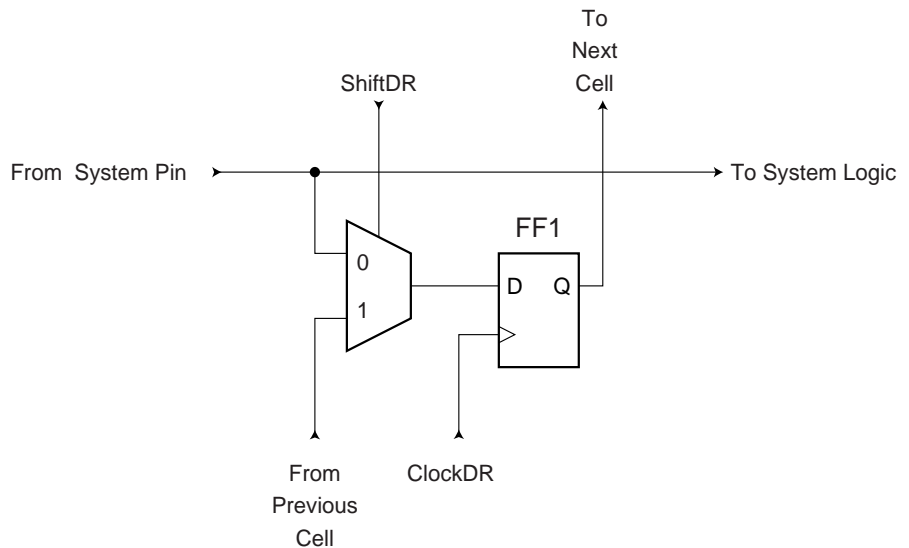 To
Next
Cell
ShiftDR
From System Pin
To System Logic
FF1
0
D Q
1
From
Previous
Cell
ClockDR